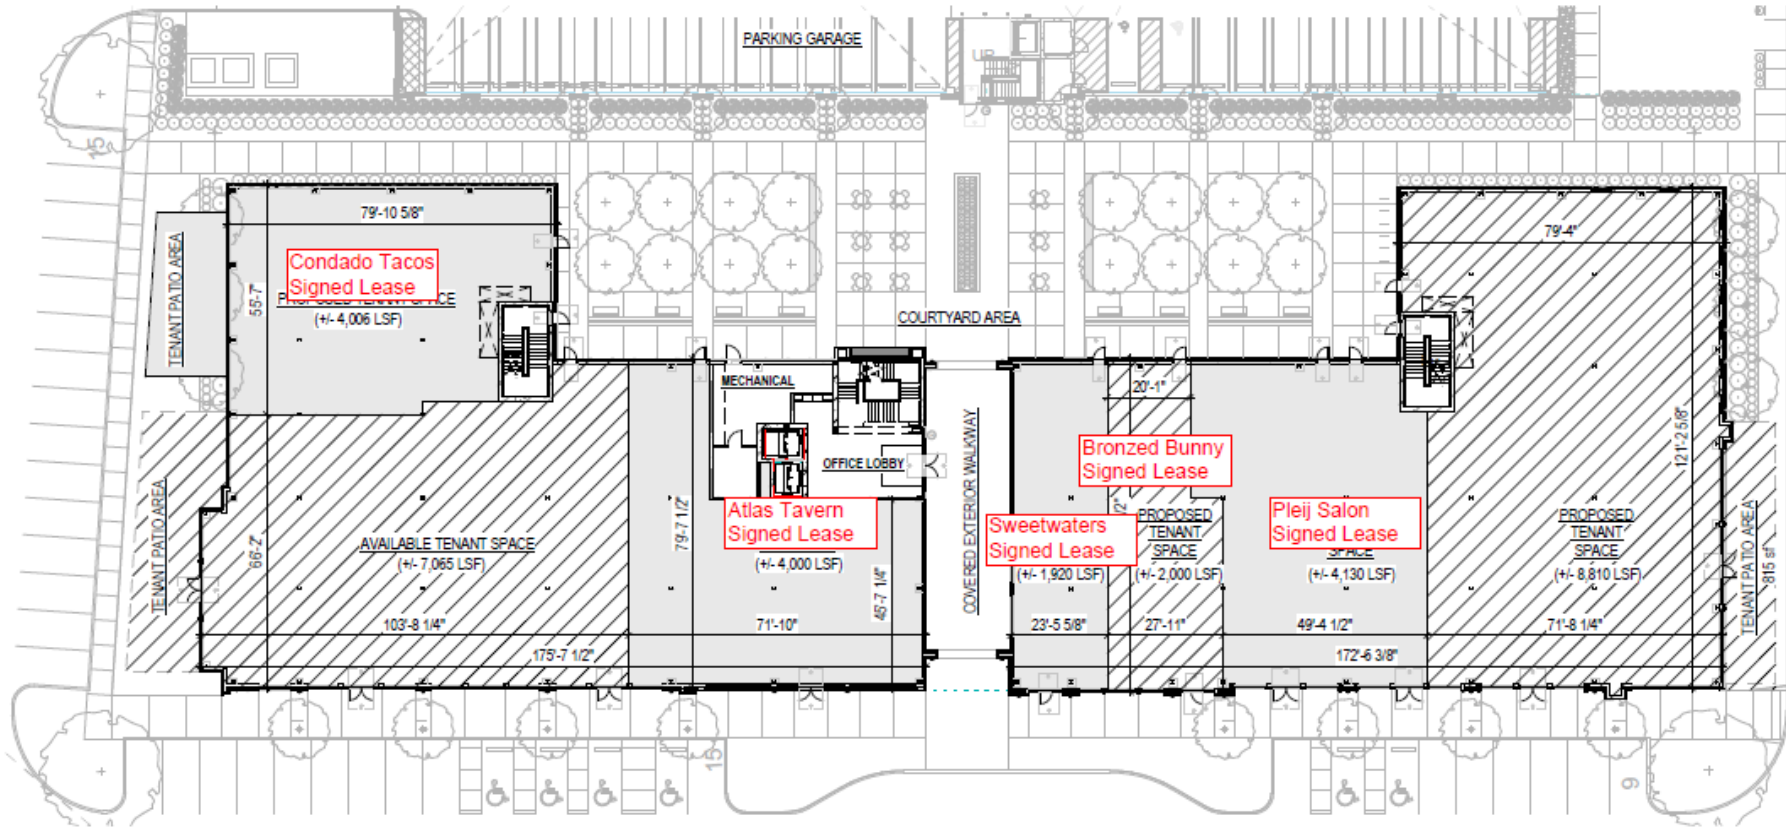 PARKING GARAGE
UP
15
79'-10 5/8"
79'-4"
Condado Tacos
Signed Lease
(+/- 4,006 LSF)
55'-7"
TENANT PATIO AREA
COURTYARD AREA
MECHANICAL
OFFICE LOBBY
COVERED EXTERIOR WALKWAY
20'-1"
Bronzed Bunny
Signed Lease
121'-2 5/8"
TENANT PATIO AREA
66'-2"
AVAILABLE TENANT SPACE
(+/- 7,065 LSF)
79'-7 1/2"
Atlas Tavern
Signed Lease
(+/- 4,000 LSF)
45'-7 1/4"
Sweetwaters
Signed Lease
(+/- 1,920 LSF)
PROPOSED
TENANT
SPACE
(+/- 2,000 LSF)
Pleij Salon
Signed Lease
SPACE
(+/- 4,130 LSF)
PROPOSED
TENANT
SPACE
(+/- 8,810 LSF)
TENANT PATIO AREA
815 sf
103'-8 1/4"
71'-10"
23'-5 5/8"
27'-11"
49'-4 1/2"
71'-8 1/4"
175'-7 1/2"
172'-6 3/8"
15
9